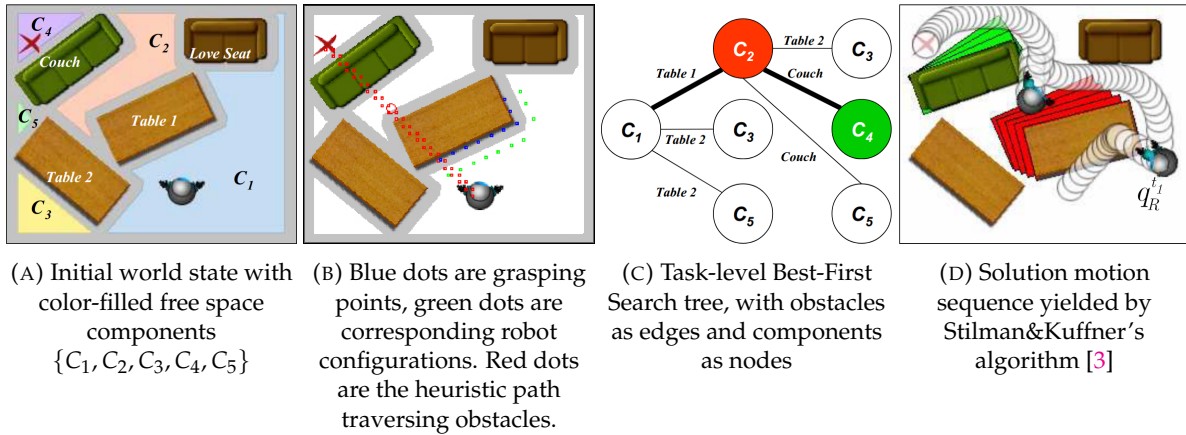 C4
C2
Couch
Love Seat
C5
Table 1
Table 2
C1
C3
C2
Table 2
C3
Table 1
Couch
C1
Table 2
C3
C4
Couch
Table 2
C5
C5
q_R^{t_1}
(A) Initial world state with
color-filled free space
components
{C1, C2, C3, C4, C5}
(B) Blue dots are grasping
points, green dots are
corresponding robot
configurations. Red dots
are the heuristic path
traversing obstacles.
(C) Task-level Best-First
Search tree, with obstacles
as edges and components
as nodes
(D) Solution motion
sequence yielded by
Stilman&Kuffner's
algorithm [3]